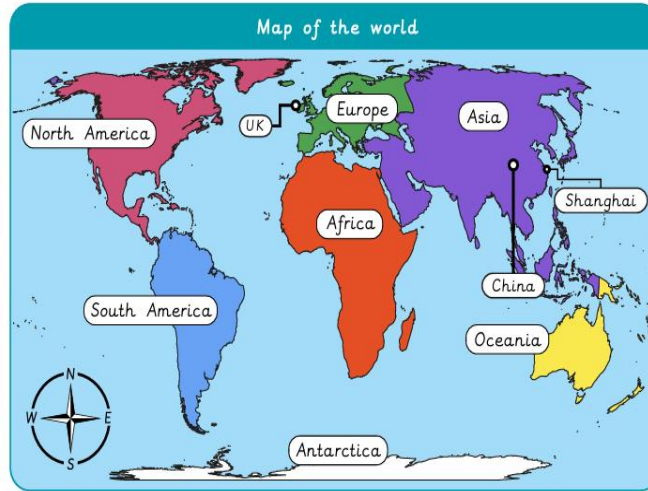 Map of the world
North America
UK
Europe
Asia
Shanghai
Africa
China
South America
Oceania
N
W E
S
Antarctica